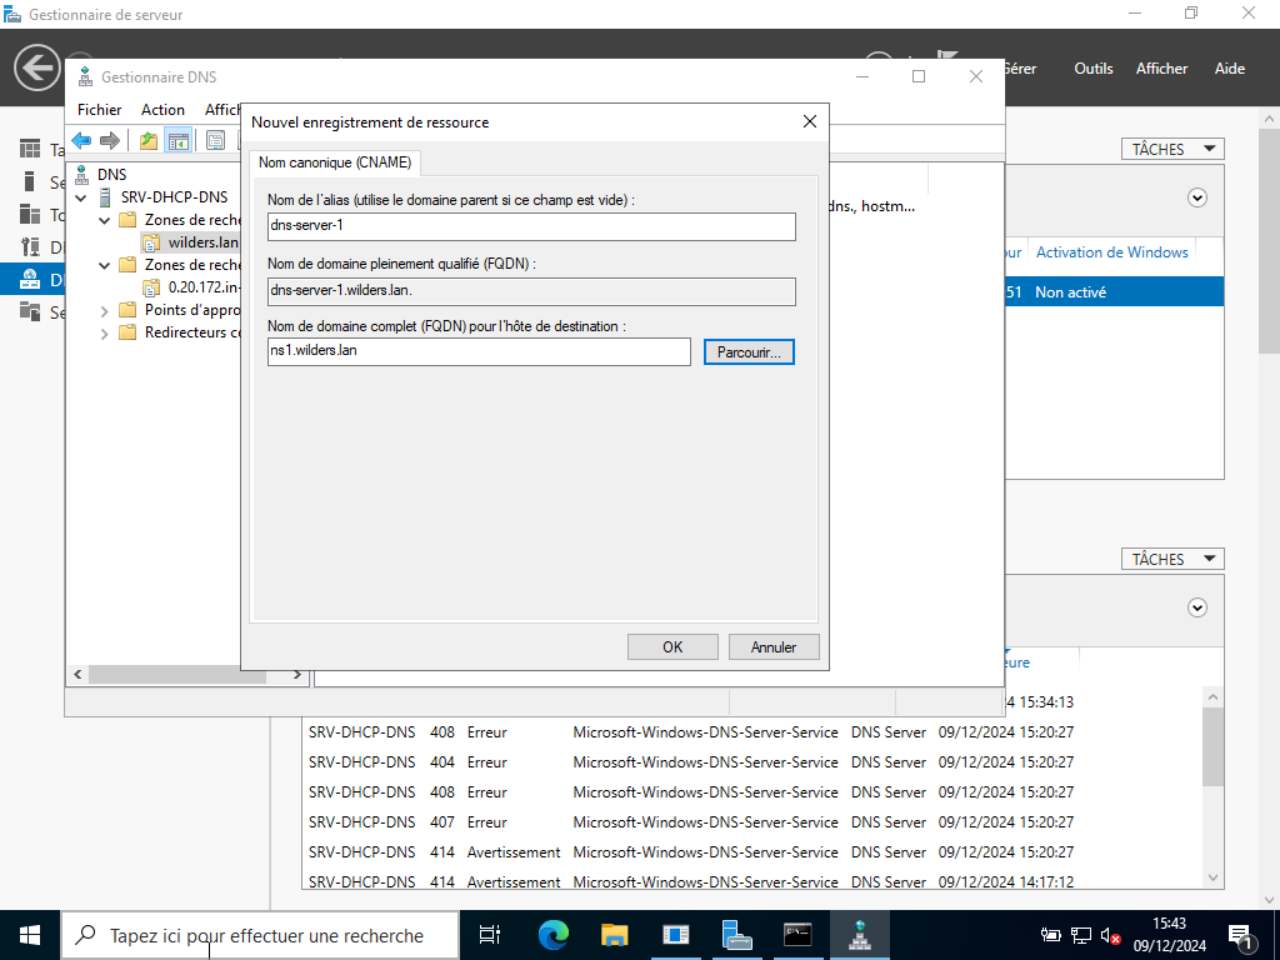 Gestionnaire de serveur
Gestionnaire DNS
Gérer
Outils
Afficher
Aide
Fichier
Action
Nouvel enregistrement de ressource
Nom canonique (CNAME)
Nom de l'alias (utilise le domaine parent si ce champ est vide) :
dns-server-1
Nom de domaine pleinement qualifié (FQDN) :
dns-server-1.wilders.lan.
Nom de domaine complet (FQDN) pour l'hôte de destination :
ns1.wilders.lan
Parcourir...
OK
Annuler
DNS
SRV-DHCP-DNS
Zones de reche
wilders.lan
Zones de reche
0.20.172.in-
Points d'appro
Redirecteurs co
dns., hostm...
TÂCHES
Activation de Windows
51 Non activé
TÂCHES
eure
4 15:34:13
SRV-DHCP-DNS 408 Erreur Microsoft-Windows-DNS-Server-Service DNS Server 09/12/2024 15:20:27
SRV-DHCP-DNS 404 Erreur Microsoft-Windows-DNS-Server-Service DNS Server 09/12/2024 15:20:27
SRV-DHCP-DNS 408 Erreur Microsoft-Windows-DNS-Server-Service DNS Server 09/12/2024 15:20:27
SRV-DHCP-DNS 407 Erreur Microsoft-Windows-DNS-Server-Service DNS Server 09/12/2024 15:20:27
SRV-DHCP-DNS 414 Avertissement Microsoft-Windows-DNS-Server-Service DNS Server 09/12/2024 15:20:27
SRV-DHCP-DNS 414 Avertissement Microsoft-Windows-DNS-Server-Service DNS Server 09/12/2024 14:17:12
Tapez ici pour effectuer une recherche
15:43
09/12/2024
1